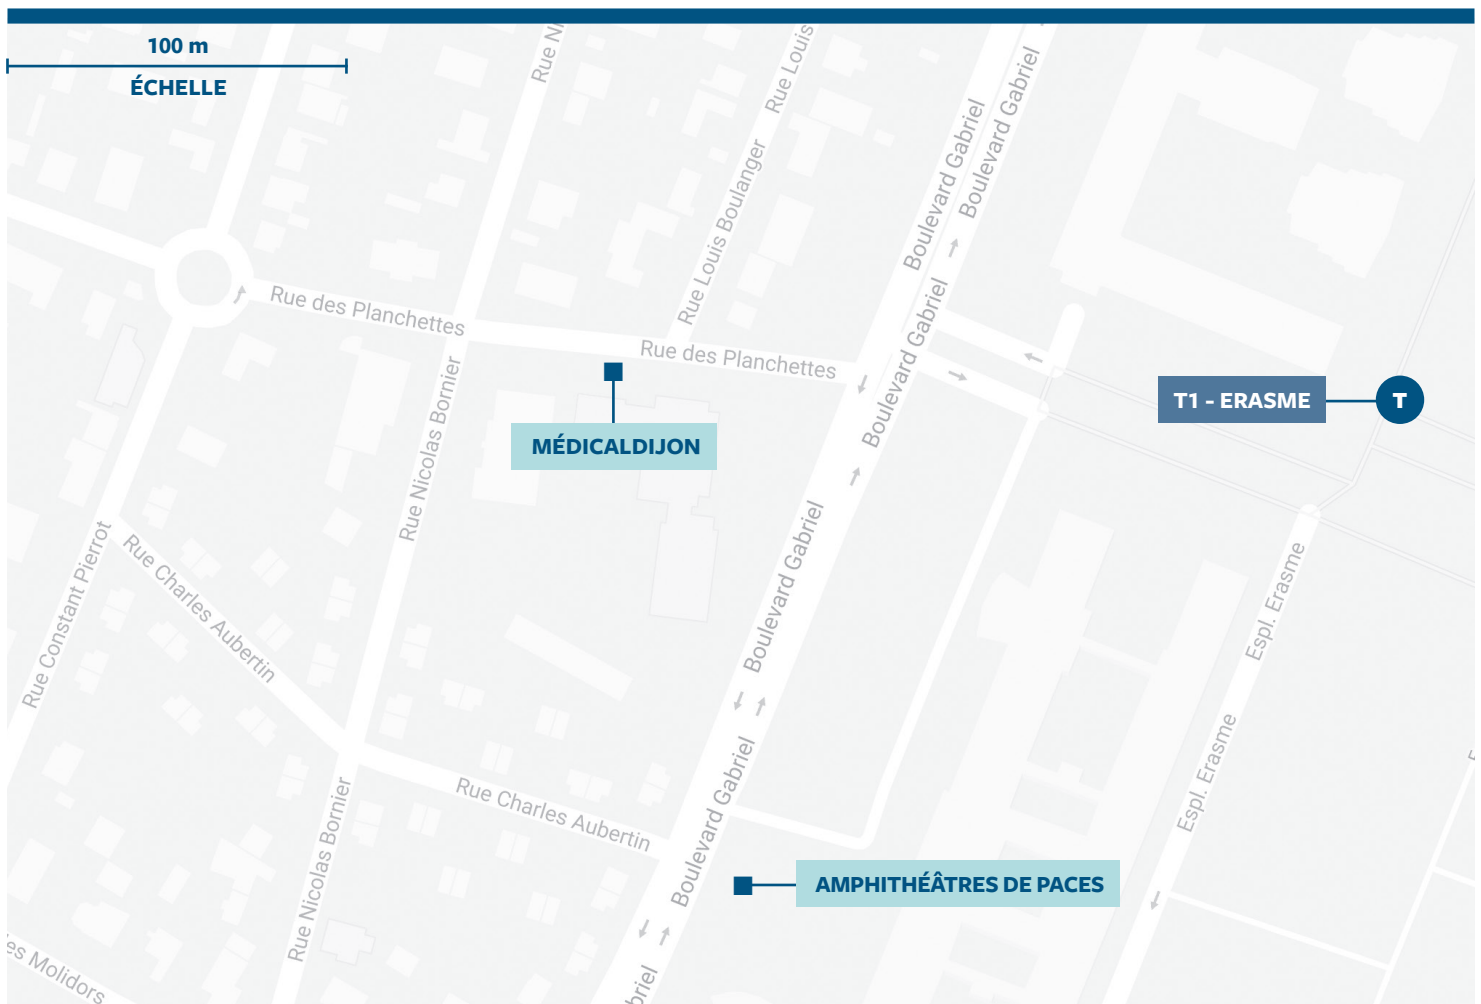 100 m
ÉCHELLE
Rue Louis
Boulevard Gabriel
Boulevard Gabriel
Rue Louis Boulanger
Rue des Planchettes
Rue des Planchettes
Boulevard Gabriel
Rue Nicolas Bornier
T1 - ERASME
T
MÉDICALDIJON
Rue Constant Pierrot
Rue Charles Aubertin
Boulevard Gabriel
Espl. Erasme
Espl. Erasme
Rue Charles Aubertin
Boulevard Gabriel
Rue Nicolas Bornier
AMPHITHÉÂTRES DE PACES
Molidors